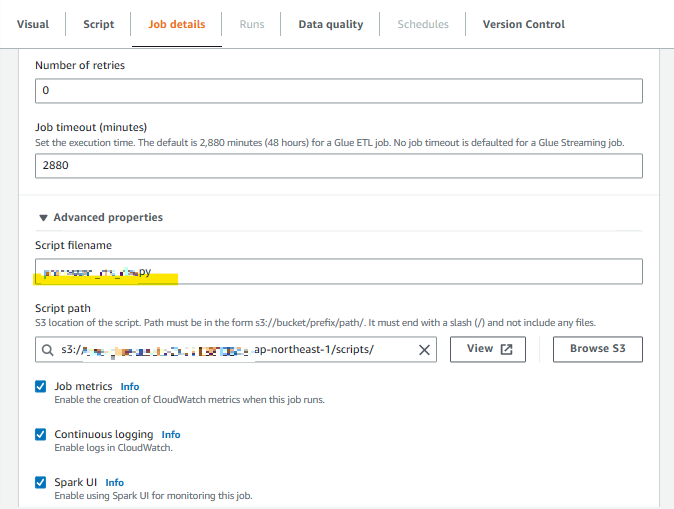 Visual Script Job details Runs Data quality Schedules Version Control
Number of retries
0
Job timeout (minutes)
Set the execution time. The default is 2,880 minutes (48 hours) for a Glue ETL job. No job timeout is defaulted for a Glue Streaming job.
2880
Advanced properties
Script filename
py
Script path
S3 location of the script. Path must be in the form s3://bucket/prefix/path/. It must end with a slash (/) and not include any files.
s3:// ap-northeast-1/scripts/ View Browse S3
Job metrics Info
Enable the creation of CloudWatch metrics when this job runs.
Continuous logging Info
Enable logs in CloudWatch.
Spark UI Info
Enable using Spark UI for monitoring this job.